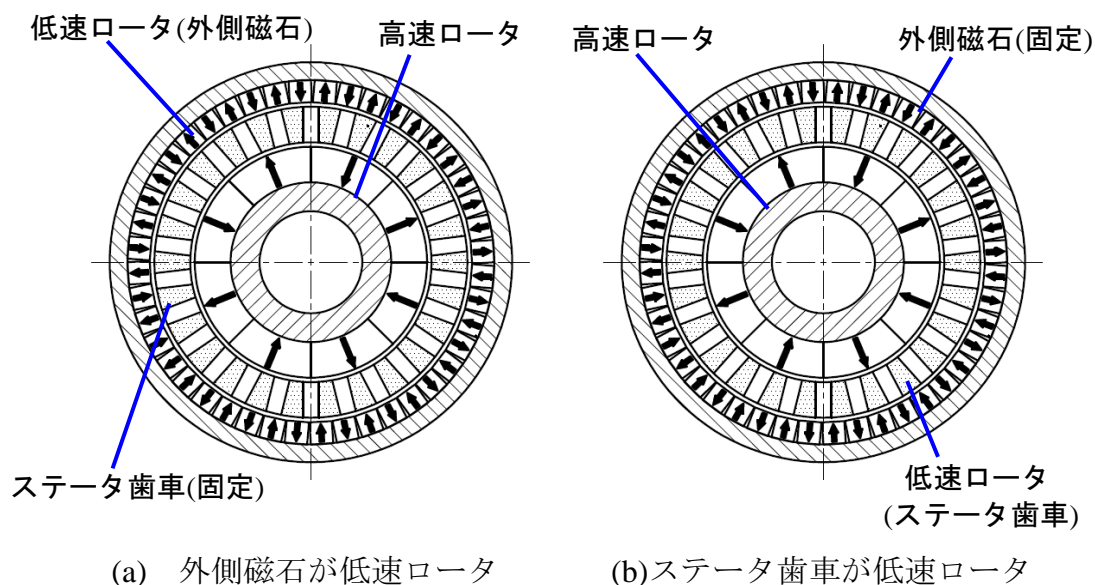 低速ロータ(外側磁石)
高速ロータ
ステータ歯車(固定)
(a) 外側磁石が低速ロータ
高速ロータ
外側磁石(固定)
低速ロータ
(ステータ歯車)
(b)ステータ歯車が低速ロータ